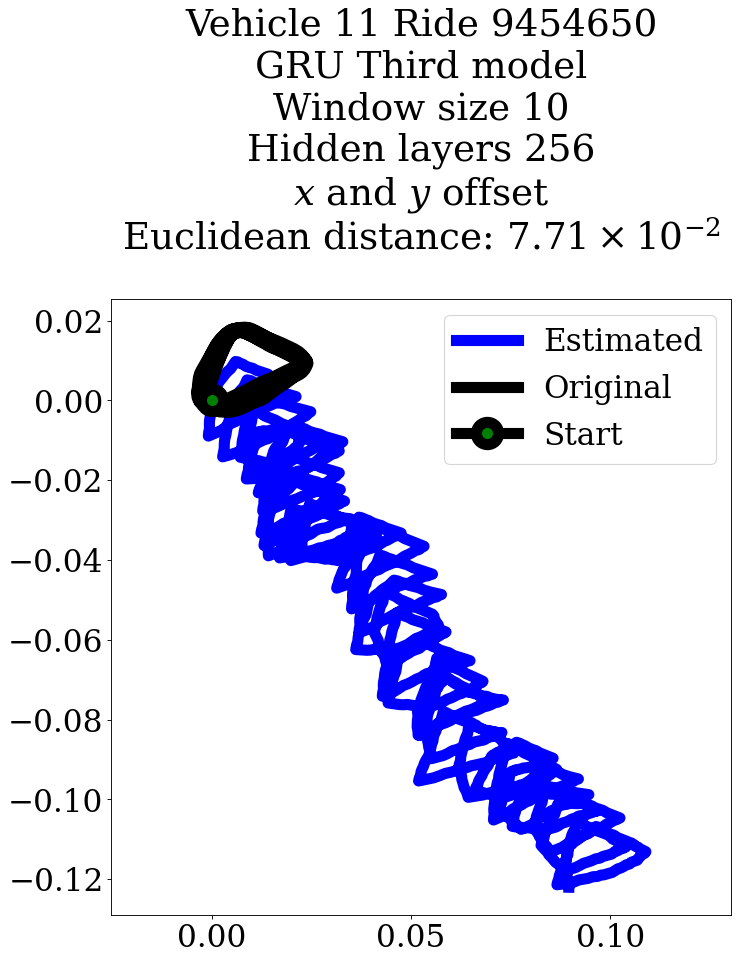 Vehicle 11 Ride 9454650
GRU Third model
Window size 10
Hidden layers 256
x and y offset
Euclidean distance: 7.71 × 10⁻²
Estimated
Original
Start
0.02
0.00
−0.02
−0.04
−0.06
−0.08
−0.10
−0.12
0.00 0.05 0.10